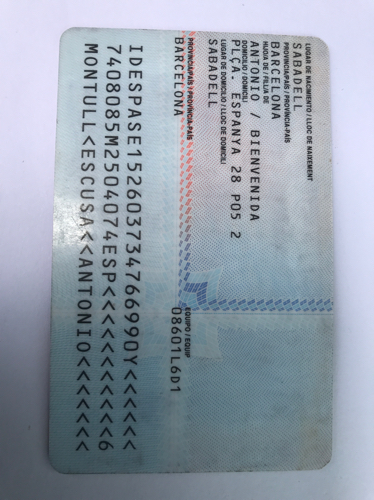 LUGAR DE NACIMIENTO / LLOC DE NAIXEMENT
SABADELL
PROVINCIA/PAÍS / PROVÍNCIA-PAÍS
BARCELONA
HIJO/A DE / FILL/A DE
ANTONIO / BIENVENIDA
DOMICILIO / DOMICILI
PLÇA. ESPANYA 28 P05 2
LUGAR DE DOMICILIO / LLOC DE DOMICILI
SABADELL
PROVINCIA/PAÍS / PROVÍNCIA-PAÍS
BARCELONA
EQUIPO / EQUIP
08601L6D1
IDESPASE152603734766990Y<<<<<<
7408085M2504074ESP<<<<<<<<<<<6
MONTULL<ESCUSA<<ANTONIO<<<<<<<